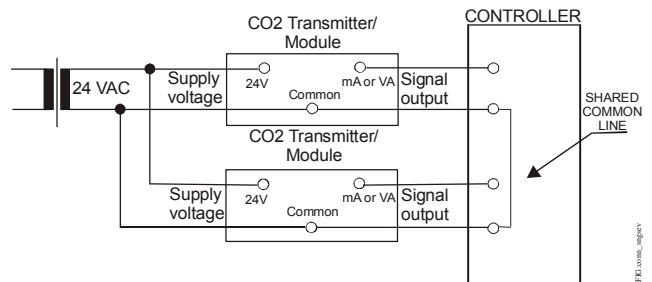 CO2 Transmitter/
Module
CONTROLLER
24 VAC
Supply
voltage
24V
Common
mA or VA
Signal
output
SHARED
COMMON
LINE
CO2 Transmitter/
Module
Supply
voltage
24V
Common
mA or VA
Signal
output